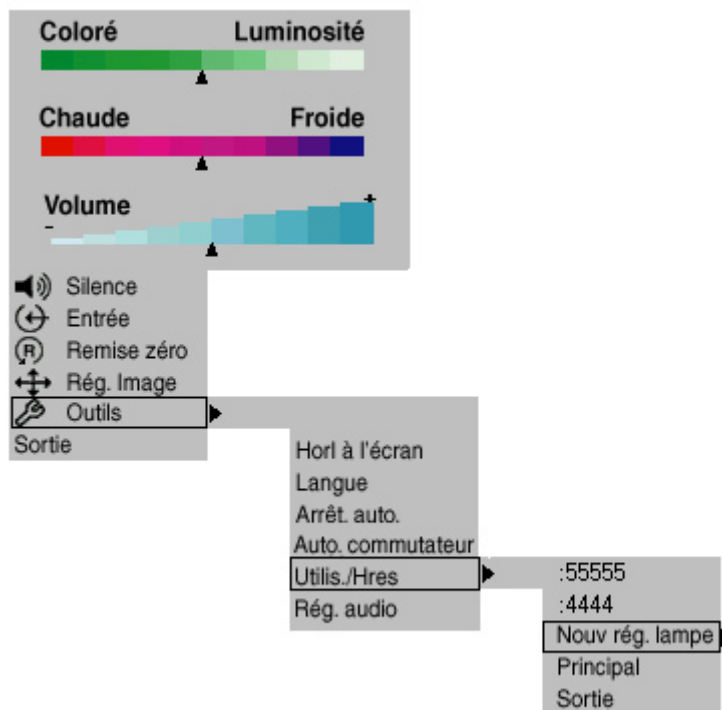 Coloré Luminosité
Chaude Froide
Volume
- +
Silence
Entrée
R Remise zéro
Rég. Image
Outils
Sortie
Horl à l'écran
Langue
Arrêt. auto.
Auto. commutateur
Utilis./Hres
Rég. audio
:55555
:4444
Nouv rég. lampe
Principal
Sortie